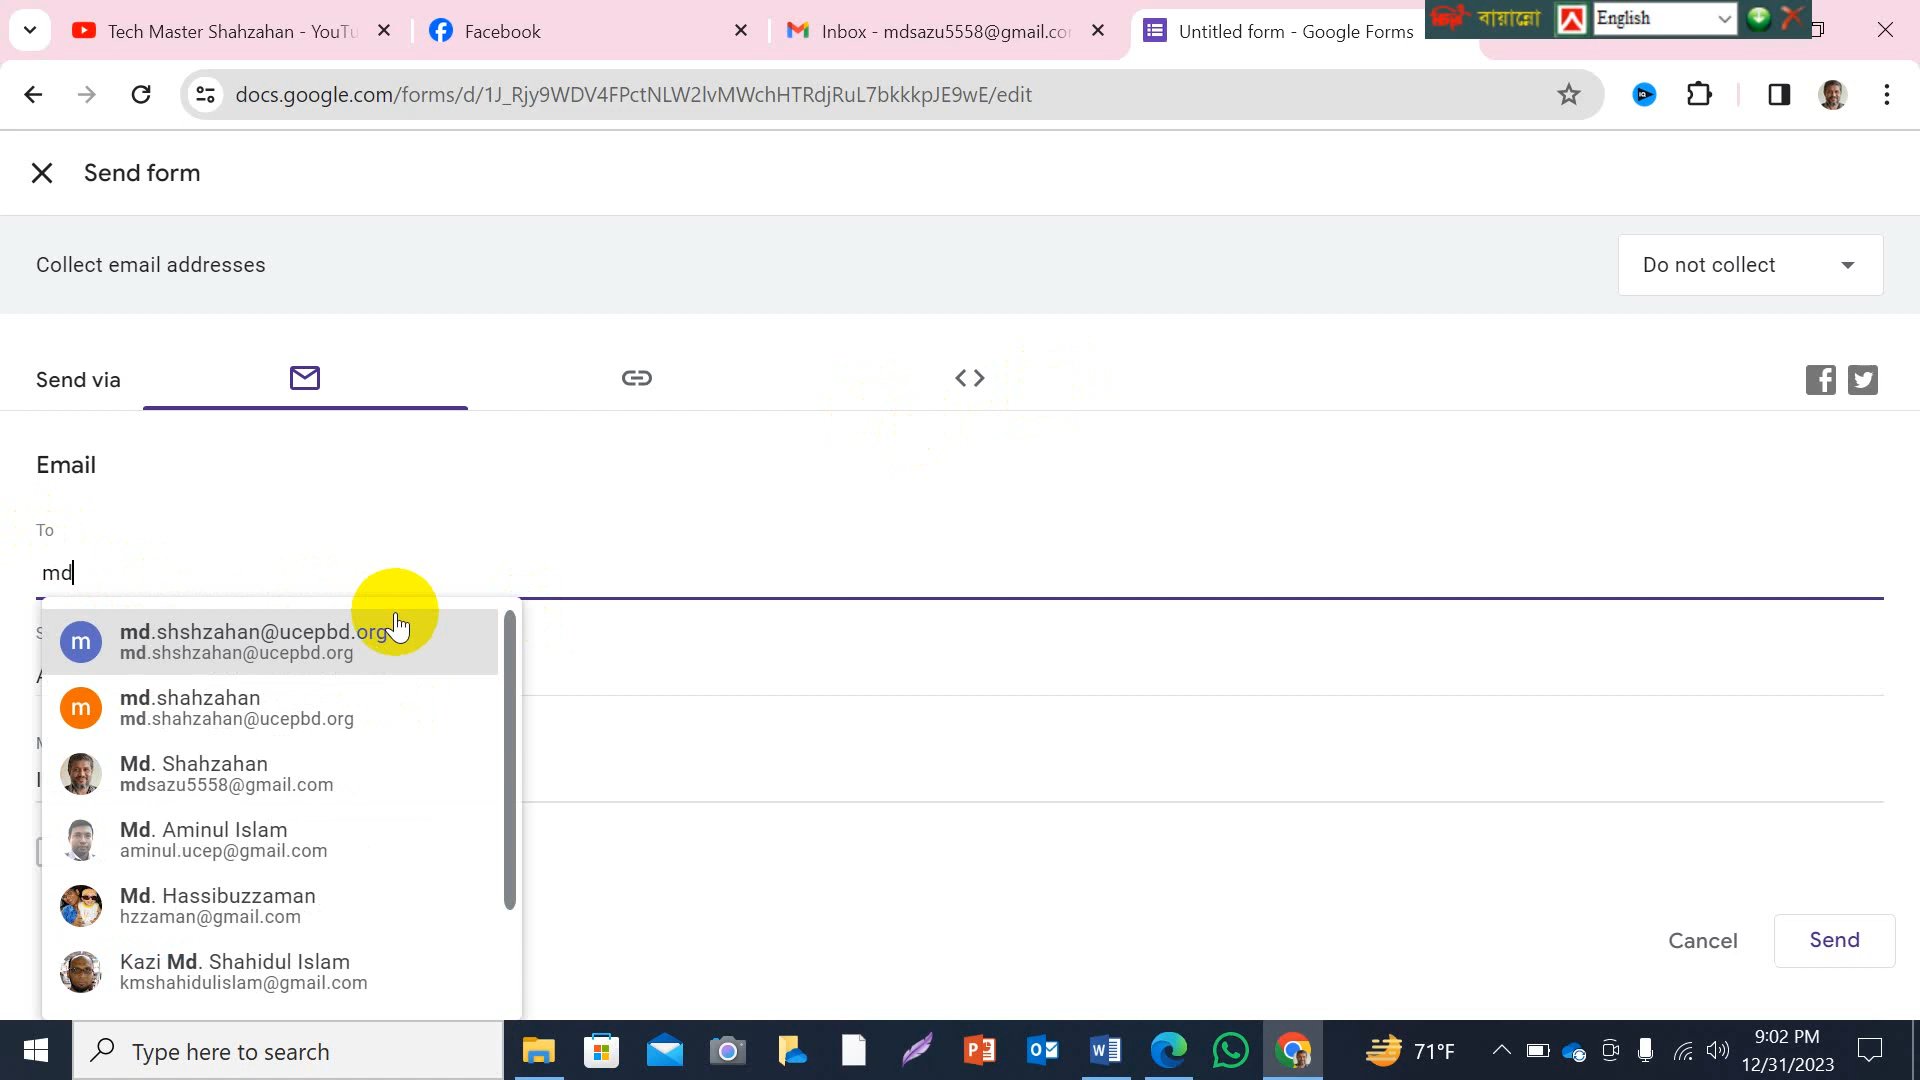 Tech Master Shahzahan - YouTu
Facebook
Inbox - mdsazu5558@gmail.co
Untitled form - Google Forms
বায়ান্নো
English
docs.google.com/forms/d/1J_Rjy9WDV4FPctNLW2lvMWchHTRdjRuL7bkkkpJE9wE/edit
Send form
Collect email addresses
Do not collect
Send via
Email
To
md
m
md.shshzahan@ucepbd.org
md.shshzahan@ucepbd.org
m
md.shahzahan
md.shahzahan@ucepbd.org
Md. Shahzahan
mdsazu5558@gmail.com
Md. Aminul Islam
aminul.ucep@gmail.com
Md. Hassibuzzaman
hzzaman@gmail.com
Kazi Md. Shahidul Islam
kmshahidulislam@gmail.com
Cancel
Send
Type here to search
71°F
9:02 PM
12/31/2023